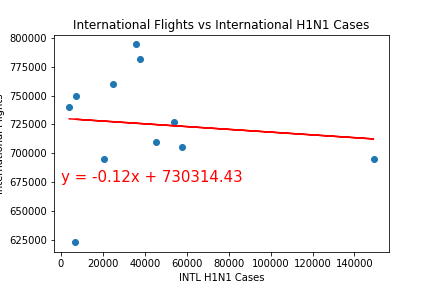 International Flights vs International H1N1 Cases
800000
775000
750000
725000
700000
675000
650000
625000
y = -0.12x + 730314.43
0 20000 40000 60000 80000 100000 120000 140000
INTL H1N1 Cases